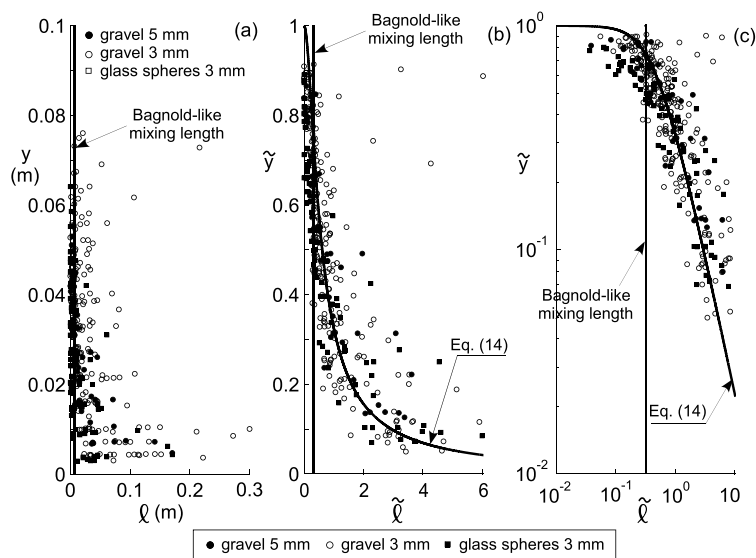 gravel 5 mm
gravel 3 mm
glass spheres 3 mm
(a)
Bagnold-like
mixing length
y
(m)
0.1
0.08
0.06
0.04
0.02
0
0
0.1
0.2
0.3
ℓ (m)
(b)
Bagnold-like
mixing length
ỹ
1
0.8
0.6
0.4
0.2
0
Eq. (14)
0
2
4
6
ℓ̃
(c)
ỹ
10⁰
10⁻¹
10⁻²
Bagnold-like
mixing length
Eq. (14)
10⁻²
10⁻¹
10⁰
10
ℓ̃
gravel 5 mm gravel 3 mm glass spheres 3 mm